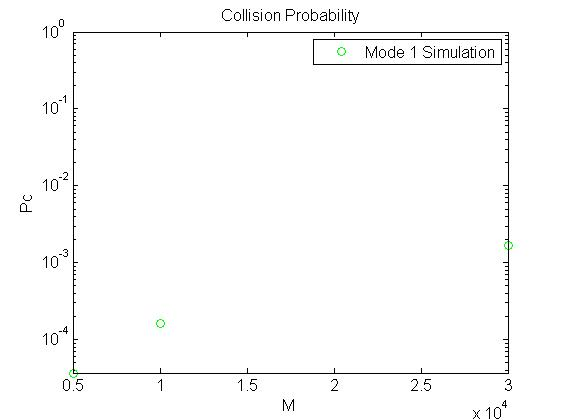 Collision Probability
Mode 1 Simulation
10^0
10^-1
10^-2
10^-3
10^-4
Pc
0.5 1 1.5 2 2.5 3
M
x 10^4